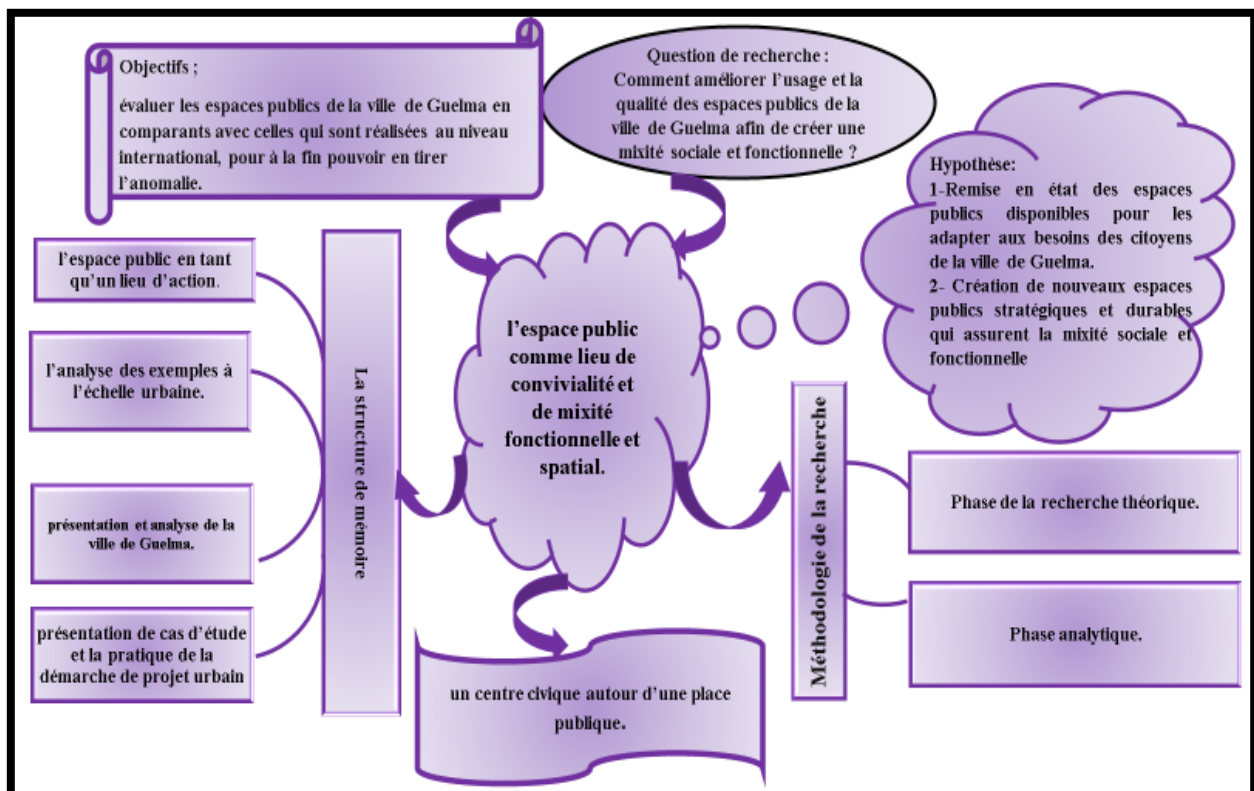 Objectifs ;
évaluer les espaces publics de la ville de Guelma en
comparants avec celles qui sont réalisées au niveau
international, pour à la fin pouvoir en tirer
l’anomalie.
Question de recherche :
Comment améliorer l’usage et la
qualité des espaces publics de la
ville de Guelma afin de créer une
mixité sociale et fonctionnelle ?
Hypothèse:
1-Remise en état des espaces
publics disponibles pour les
adapter aux besoins des citoyens
de la ville de Guelma.
2- Création de nouveaux espaces
publics stratégiques et durables
qui assurent la mixité sociale et
fonctionnelle
l’espace public
comme lieu de
convivialité et
de mixité
fonctionnelle et
spatial.
La structure de mémoire
l’espace public en tant
qu’un lieu d’action.
l’analyse des exemples à
l’échelle urbaine.
présentation et analyse de la
ville de Guelma.
présentation de cas d’étude
et la pratique de la
démarche de projet urbain
Méthodologie de la recherche
Phase de la recherche théorique.
Phase analytique.
un centre civique autour d’une place
publique.